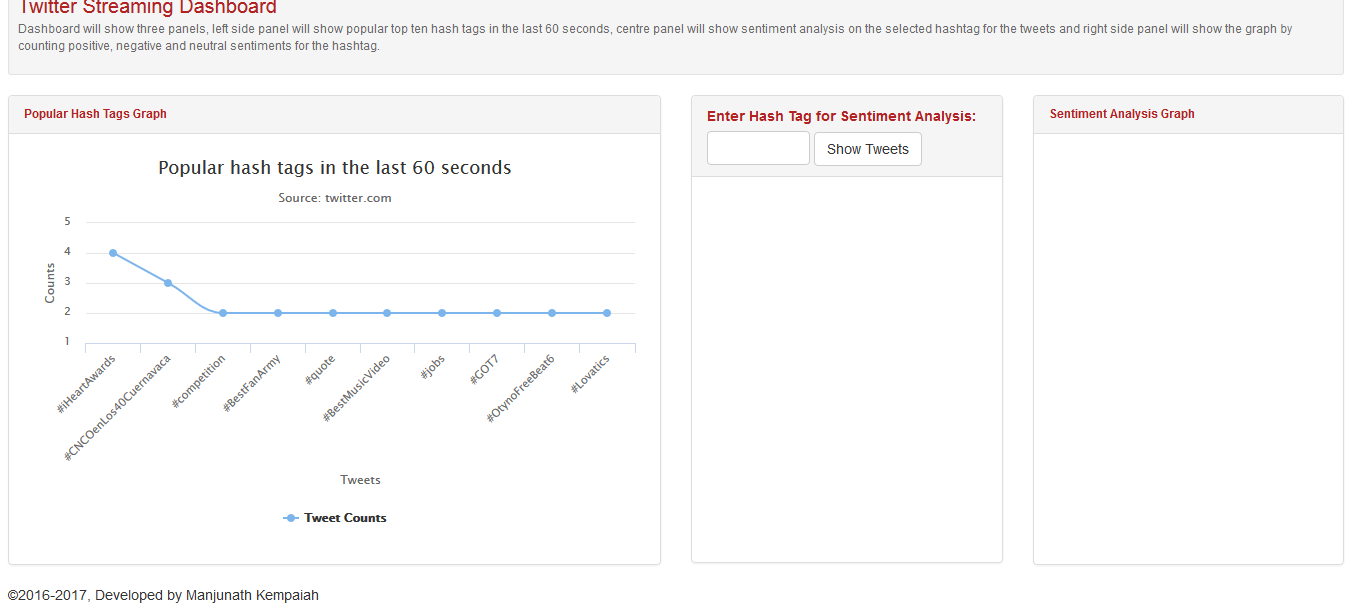 Twitter Streaming Dashboard
Dashboard will show three panels, left side panel will show popular top ten hash tags in the last 60 seconds, centre panel will show sentiment analysis on the selected hashtag for the tweets and right side panel will show the graph by
counting positive, negative and neutral sentiments for the hashtag.
Popular Hash Tags Graph
Popular hash tags in the last 60 seconds
Source: twitter.com
5
4
3
2
1
Counts
#iHeartAwards
#CNCOenLos40Cuernavaca
#competition
#BestFanArmy
#quote
#BestMusicVideo
#jobs
#GOT7
#OtynoFreeBeat6
#Lovatics
Tweets
Tweet Counts
Enter Hash Tag for Sentiment Analysis:
Show Tweets
Sentiment Analysis Graph
©2016-2017, Developed by Manjunath Kempaiah